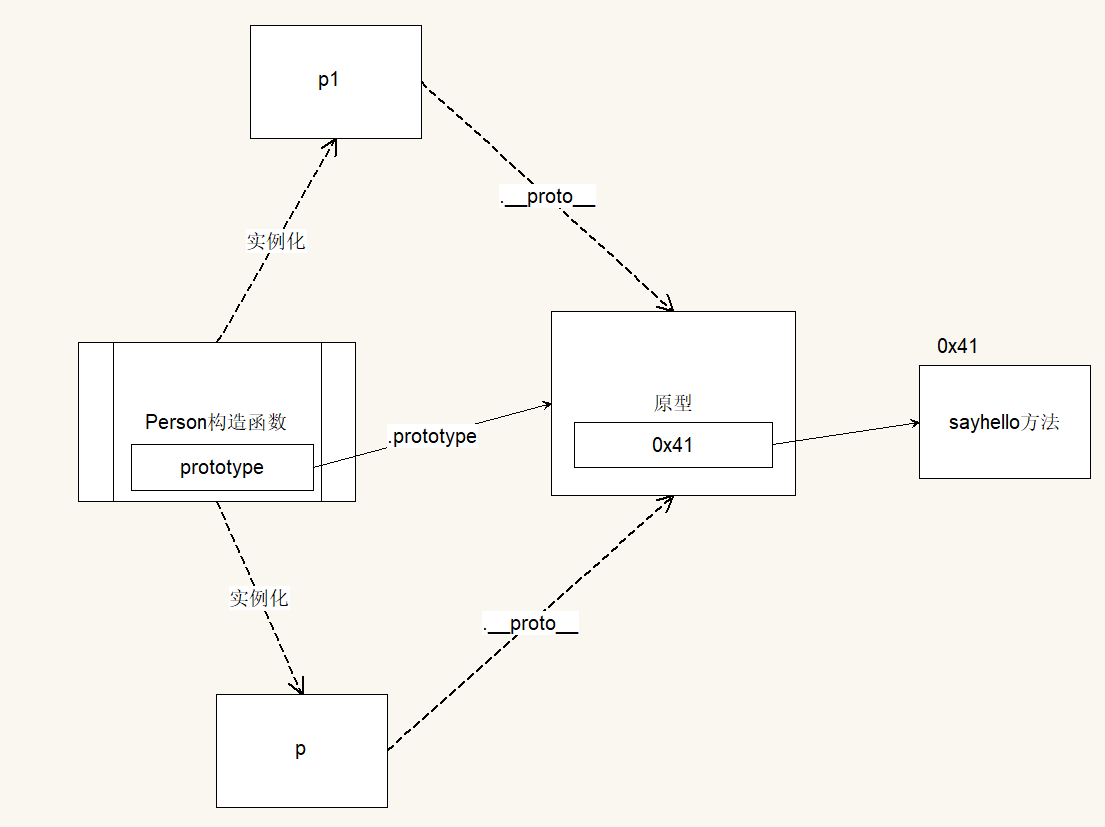 p1
.__proto__
实例化
0x41
原型
sayhello方法
Person构造函数
.prototype
0x41
prototype
实例化
.__proto__
p